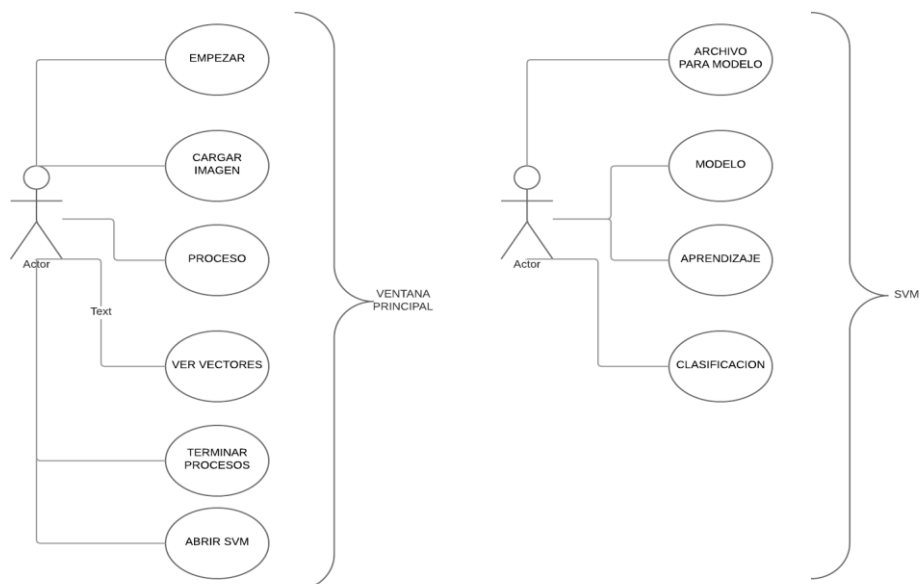 EMPEZAR
CARGAR
IMAGEN
PROCESO
Actor
Text
VER VECTORES
TERMINAR
PROCESOS
ABRIR SVM
VENTANA
PRINCIPAL
ARCHIVO
PARA MODELO
MODELO
APRENDIZAJE
Actor
CLASIFICACION
SVM